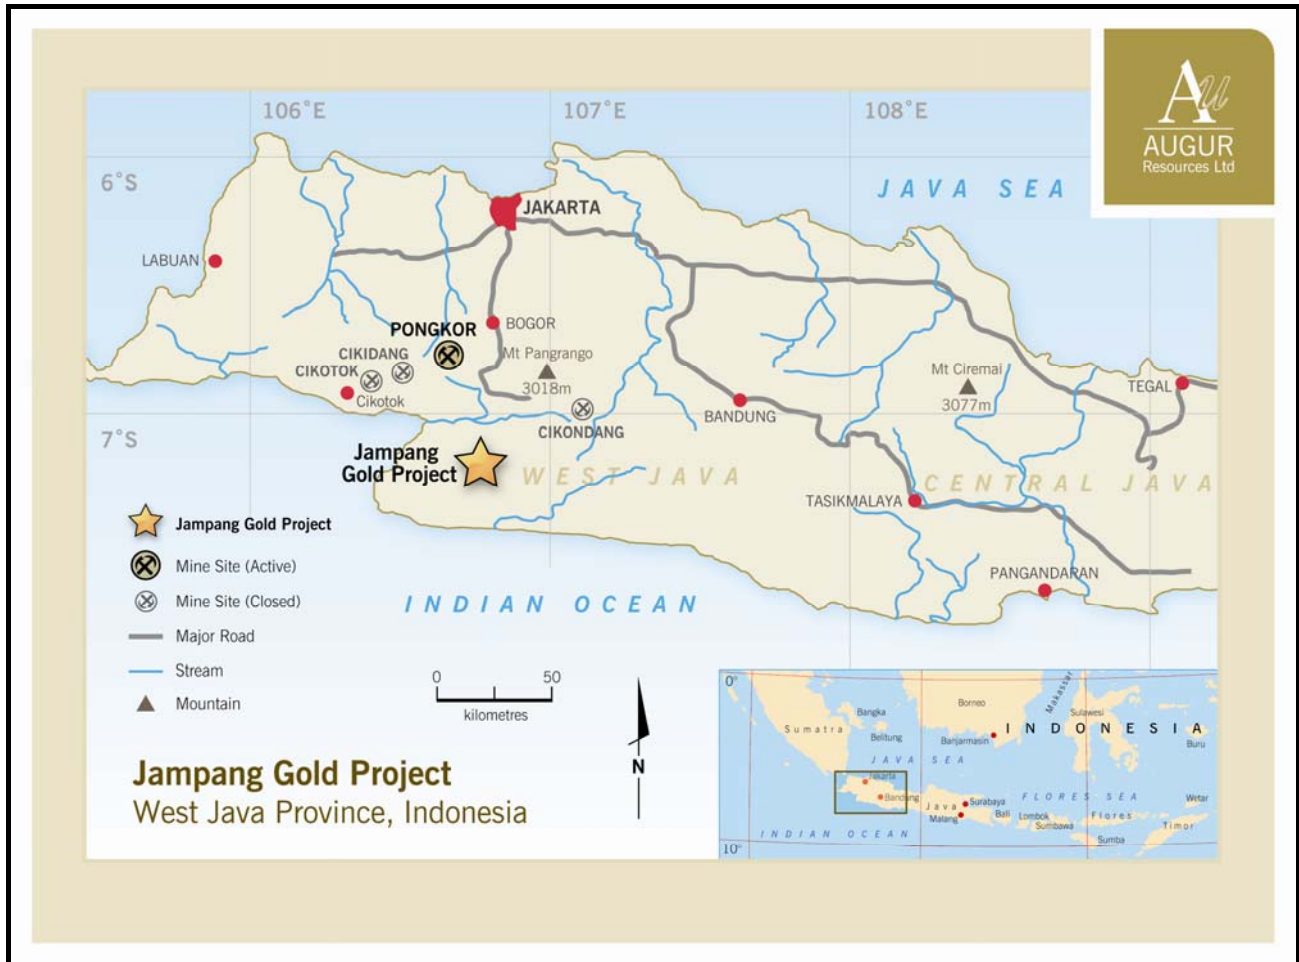 106°E
107°E
108°E
AU
AUGUR
Resources Ltd
6°S
JAVA SEA
JAKARTA
LABUAN
PONGKOR
BOGOR
CIKIDANG
Mt Pangrango
3018m
CIKOTOK
Cikotok
Mt Ciremai
3077m
TEGAL
BANDUNG
CIKONDANG
7°S
Jampang
Gold Project
WEST JAVA
CENTRAL JAVA
TASIKMALAYA
PANGANDARAN
Jampang Gold Project
Mine Site (Active)
Mine Site (Closed)
Major Road
Stream
Mountain
INDIAN OCEAN
0 50
kilometres
N
Jampang Gold Project
West Java Province, Indonesia
0°
Makassar
Borneo
Bangka
Sulawesi
Sumatra
INDONESIA
Belitung
Banjarmasin
Buru
JAVA SEA
Jakarta
Bandung
Java
Surabaya
FLORES SEA
Wetar
Malang
Bali
Lombok
Flores
Sumbawa
Timor
INDIAN OCEAN
Sumba
10°